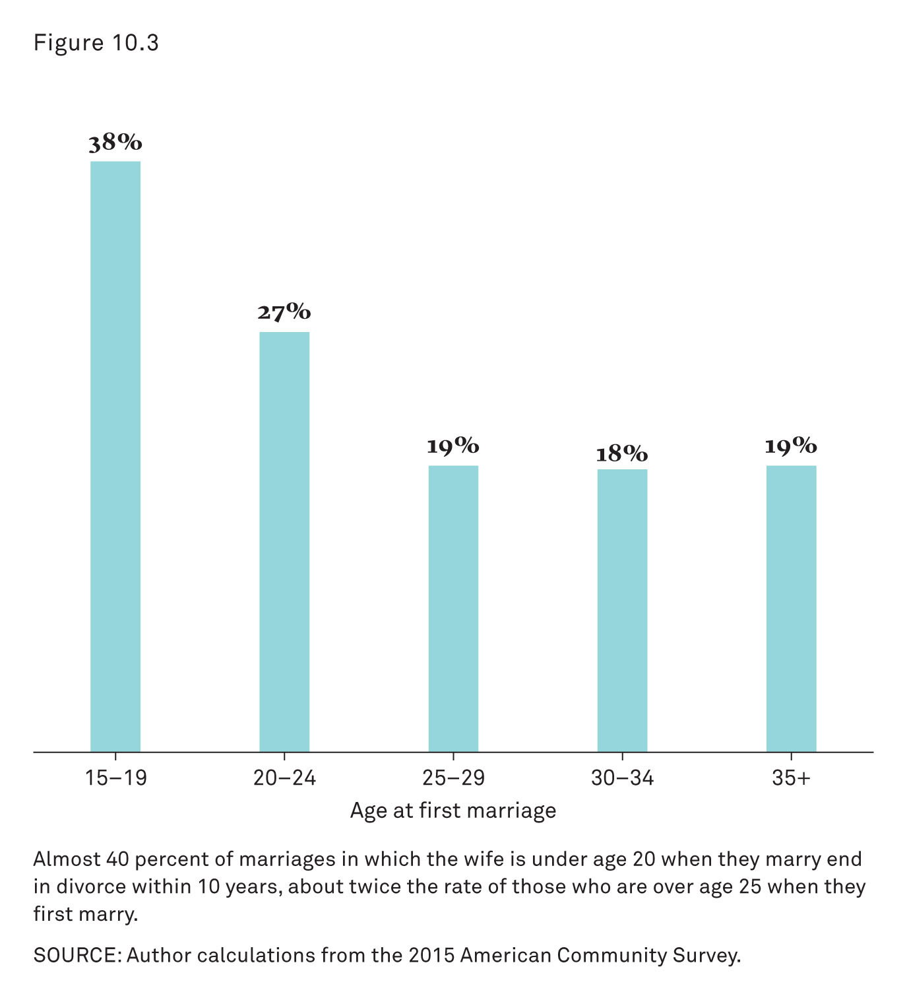 Figure 10.3
38%
27%
19%
18%
19%
15–19
20–24
25–29
30–34
35+
Age at first marriage
Almost 40 percent of marriages in which the wife is under age 20 when they marry end
in divorce within 10 years, about twice the rate of those who are over age 25 when they
first marry.
SOURCE: Author calculations from the 2015 American Community Survey.